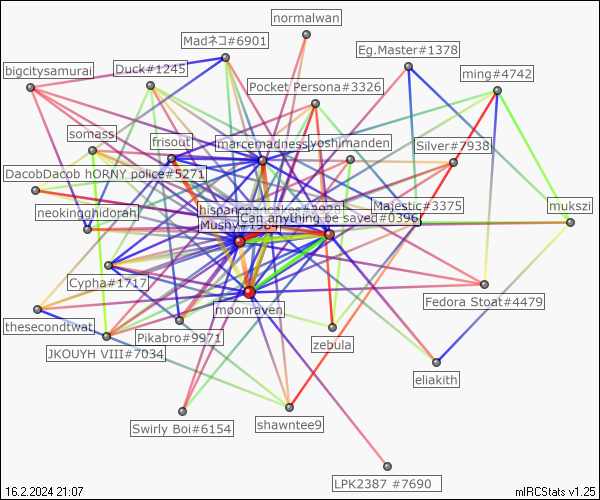 normalwan
Madネコ#6901
Eg.Master#1378
bigcitysamurai
Duck#1245
ming#4742
Pocket Persona#3326
somass
frisout
marcemadness
yoshimanden
Silver#7938
DacobDacob hORNY police#5271
neokingghidorah
Can anything be saved#0396
Majestic#3375
mukszi
Mushy#1984
Cypha#1717
Fedora Stoat#4479
moonraven
thesecondtwat
Pikabro#9971
zebula
JKOUYH VIII#7034
eliakith
Swirly Boi#6154
shawntee9
LPK2387 #7690
16.2.2024 21:07
mIRCStats v1.25